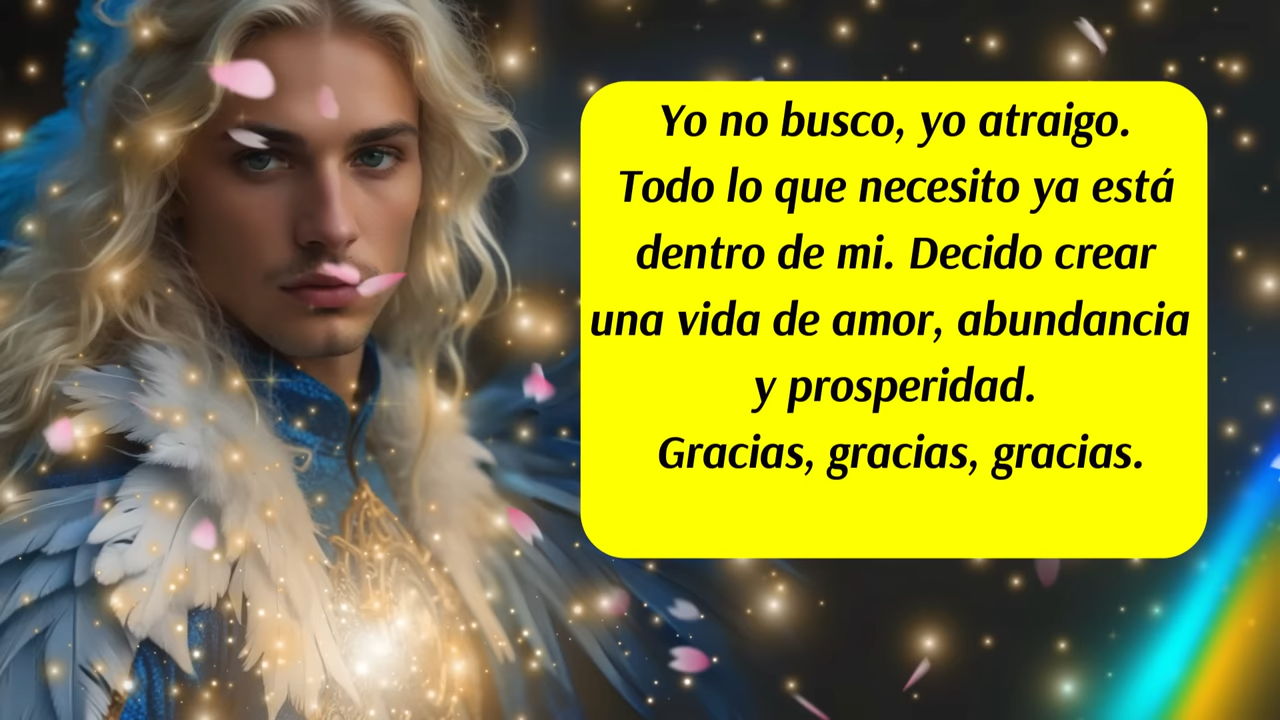 Yo no busco, yo atraigo.
Todo lo que necesito ya está
dentro de mi. Decido crear
una vida de amor, abundancia
y prosperidad.
Gracias, gracias, gracias.